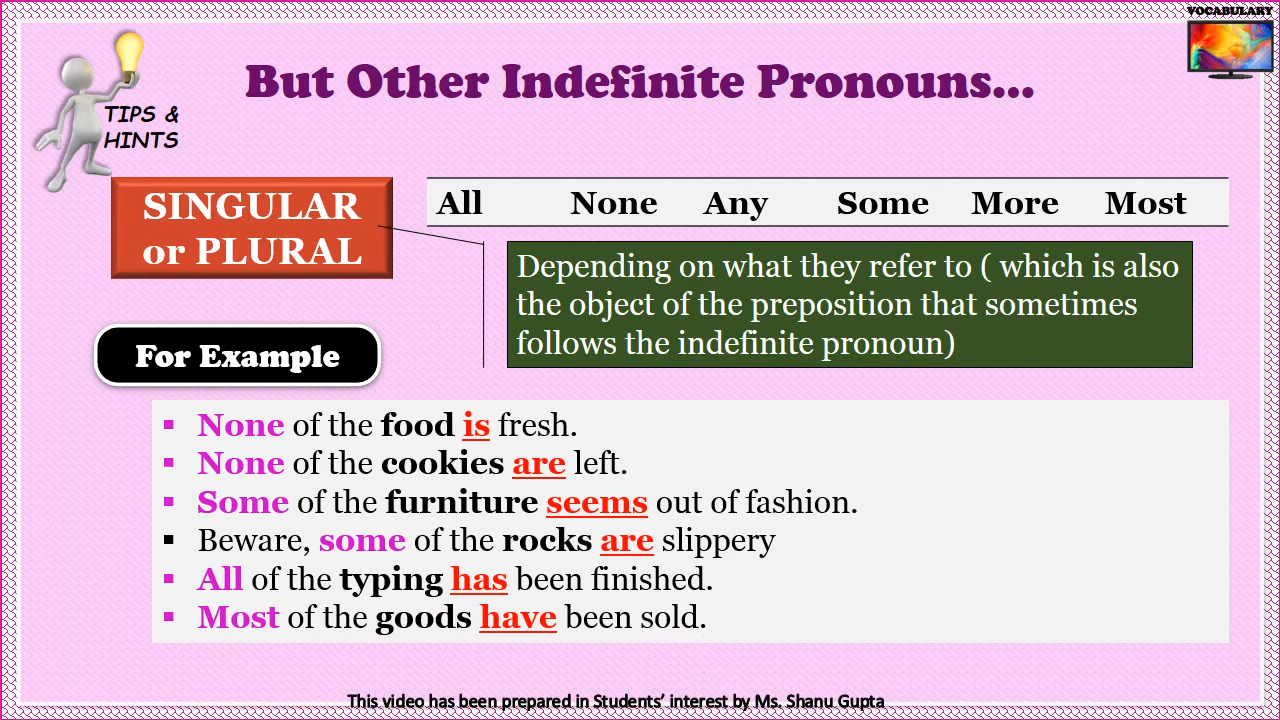 VOCABULARY
But Other Indefinite Pronouns...
TIPS &
HINTS
SINGULAR
or PLURAL
All None Any Some More Most
Depending on what they refer to ( which is also
the object of the preposition that sometimes
follows the indefinite pronoun)
For Example
▪ None of the food is fresh.
▪ None of the cookies are left.
▪ Some of the furniture seems out of fashion.
▪ Beware, some of the rocks are slippery
▪ All of the typing has been finished.
▪ Most of the goods have been sold.
This video has been prepared in Students’ interest by Ms. Shanu Gupta